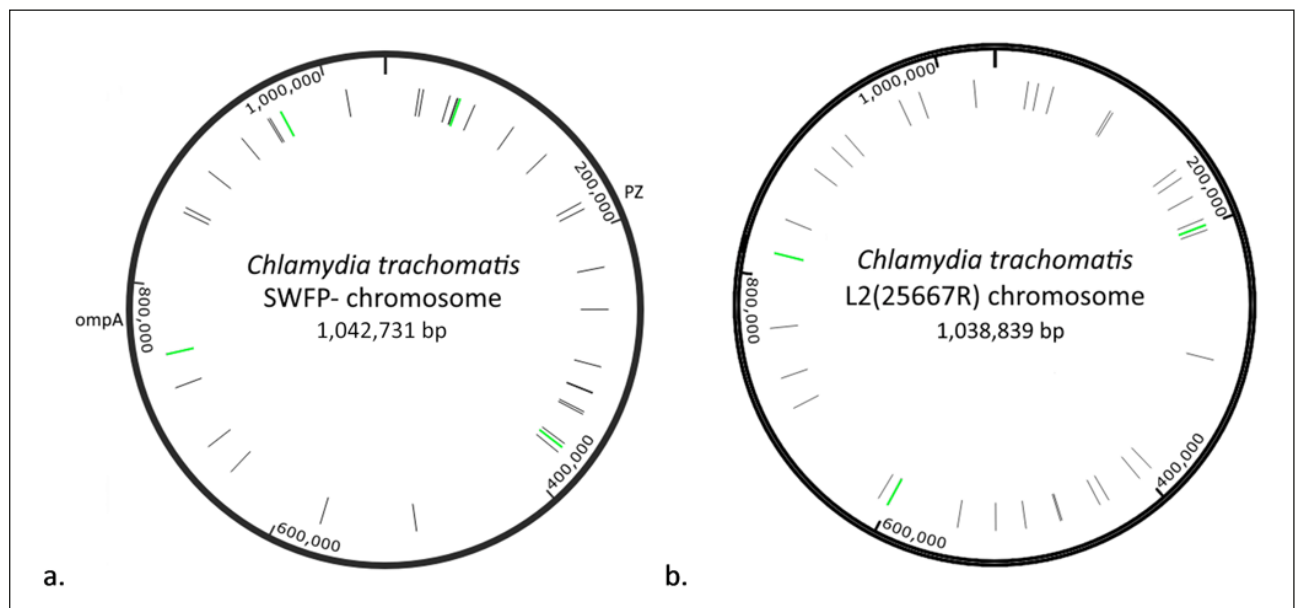 1,000,000
200,000
PZ
Chlamydia trachomatis
SWFP- chromosome
1,042,731 bp
800,000
ompA
400,000
600,000
a.
1,000,000
200,000
Chlamydia trachomatis
L2(25667R) chromosome
1,038,839 bp
800,000
400,000
600,000
b.